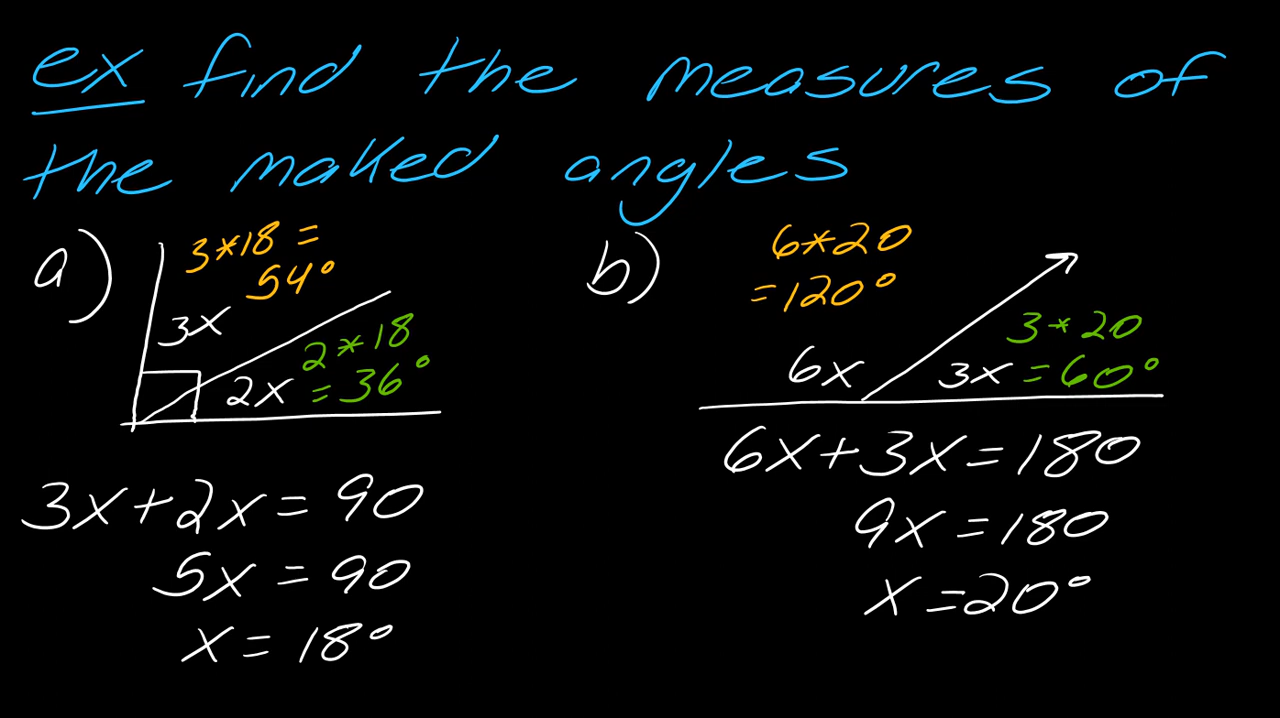 ex find the measures of
the maked angles
a)
3*18 =
54°
3x
2*18
2x = 36°
3x+2x = 90
5x = 90
x = 18°
b)
6*20
= 120°
3*20
6x 3x = 60°
6x+3x = 180
9x = 180
x = 20°